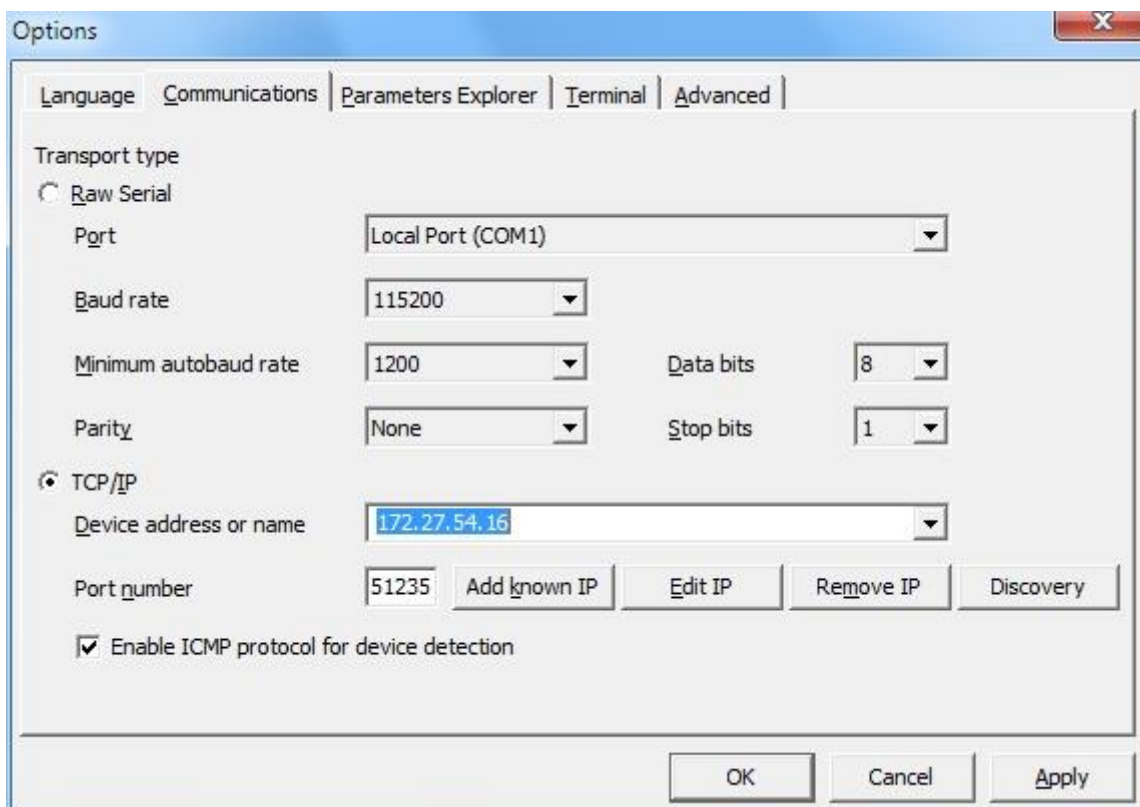 Options
Language Communications Parameters Explorer Terminal Advanced
Transport type
Raw Serial
Port Local Port (COM1)
Baud rate 115200
Minimum autobaud rate 1200 Data bits 8
Parity None Stop bits 1
TCP/IP
Device address or name 172.27.54.16
Port number 51235 Add known IP Edit IP Remove IP Discovery
Enable ICMP protocol for device detection
OK Cancel Apply